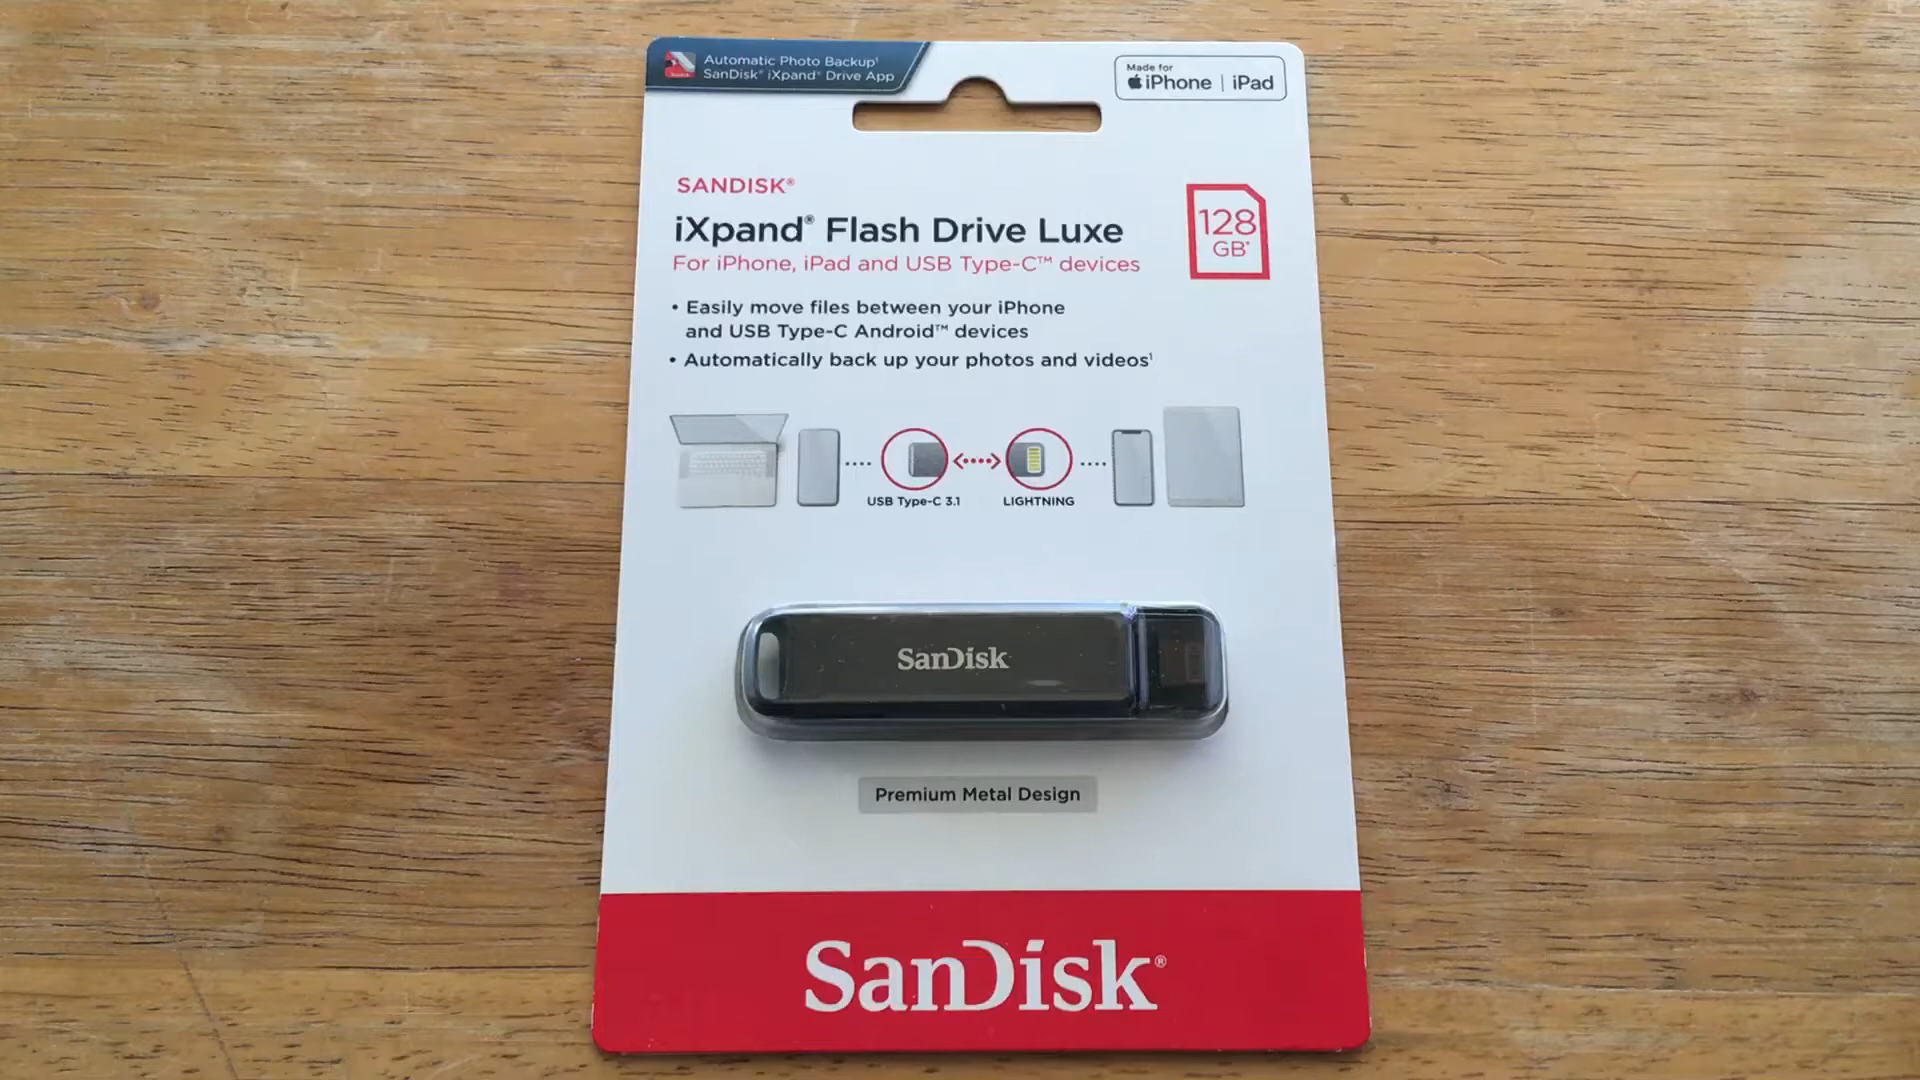 Automatic Photo Backup¹
SanDisk® iXpand® Drive App
Made for
iPhone | iPad
SANDISK®
iXpand® Flash Drive Luxe
For iPhone, iPad and USB Type-C™ devices
128
GB*
• Easily move files between your iPhone
and USB Type-C Android™ devices
• Automatically back up your photos and videos¹
USB Type-C 3.1
LIGHTNING
SanDisk
Premium Metal Design
SanDisk®